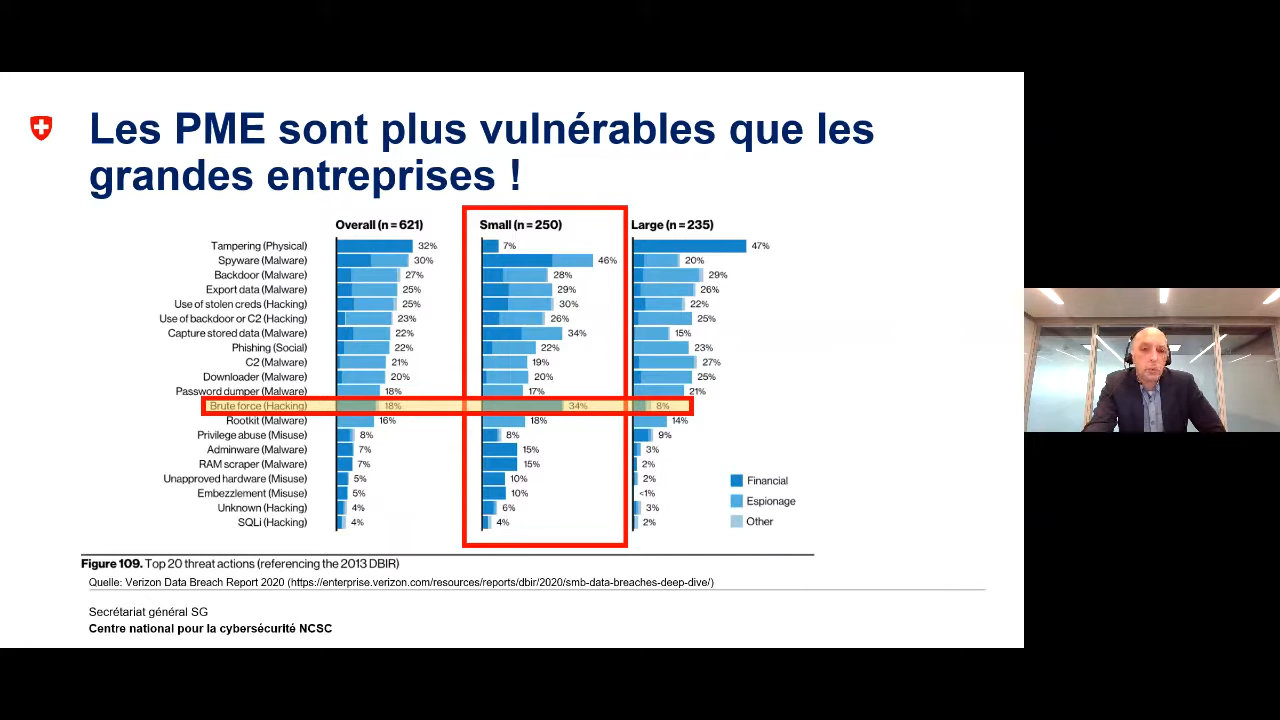 Les PME sont plus vulnérables que les
grandes entreprises !
Overall (n = 621) Small (n = 250) Large (n = 235)
Tampering (Physical) 32% 7% 47%
Spyware (Malware) 30% 46% 20%
Backdoor (Malware) 27% 28% 29%
Export data (Malware) 25% 29% 26%
Use of stolen creds (Hacking) 25% 30% 22%
Use of backdoor or C2 (Hacking) 23% 26% 25%
Capture stored data (Malware) 22% 34% 15%
Phishing (Social) 22% 22% 23%
C2 (Malware) 21% 19% 27%
Downloader (Malware) 20% 20% 25%
Password dumper (Malware) 18% 17% 21%
Brute force (Hacking) 18% 34% 8%
Rootkit (Malware) 16% 18% 14%
Privilege abuse (Misuse) 8% 8% 9%
Adminware (Malware) 7% 15% 3%
RAM scraper (Malware) 7% 15% 2%
Unapproved hardware (Misuse) 5% 10% 2%
Embezzlement (Misuse) 5% 10% <1%
Unknown (Hacking) 4% 6% 3%
SQLi (Hacking) 4% 4% 2%
Financial
Espionage
Other
Figure 109. Top 20 threat actions (referencing the 2013 DBIR)
Quelle: Verizon Data Breach Report 2020 (https://enterprise.verizon.com/resources/reports/dbir/2020/smb-data-breaches-deep-dive/)
Secrétariat général SG
Centre national pour la cybersécurité NCSC